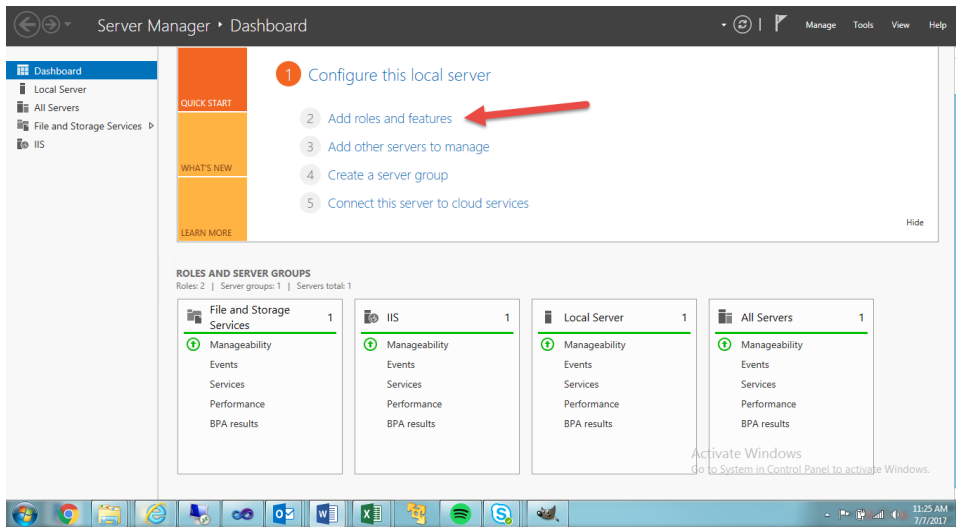 Server Manager • Dashboard
Manage Tools View Help
Dashboard
Local Server
All Servers
File and Storage Services
IIS
QUICK START
WHAT'S NEW
LEARN MORE
1 Configure this local server
2 Add roles and features
3 Add other servers to manage
4 Create a server group
5 Connect this server to cloud services
Hide
ROLES AND SERVER GROUPS
Roles: 2 | Server groups: 1 | Servers total: 1
File and Storage
Services
1
Manageability
Events
Services
Performance
BPA results
IIS 1
Manageability
Events
Services
Performance
BPA results
Local Server 1
Manageability
Events
Services
Performance
BPA results
All Servers 1
Manageability
Events
Services
Performance
BPA results
Activate Windows
Go to System in Control Panel to activate Windows.
11:25 AM
7/7/2017